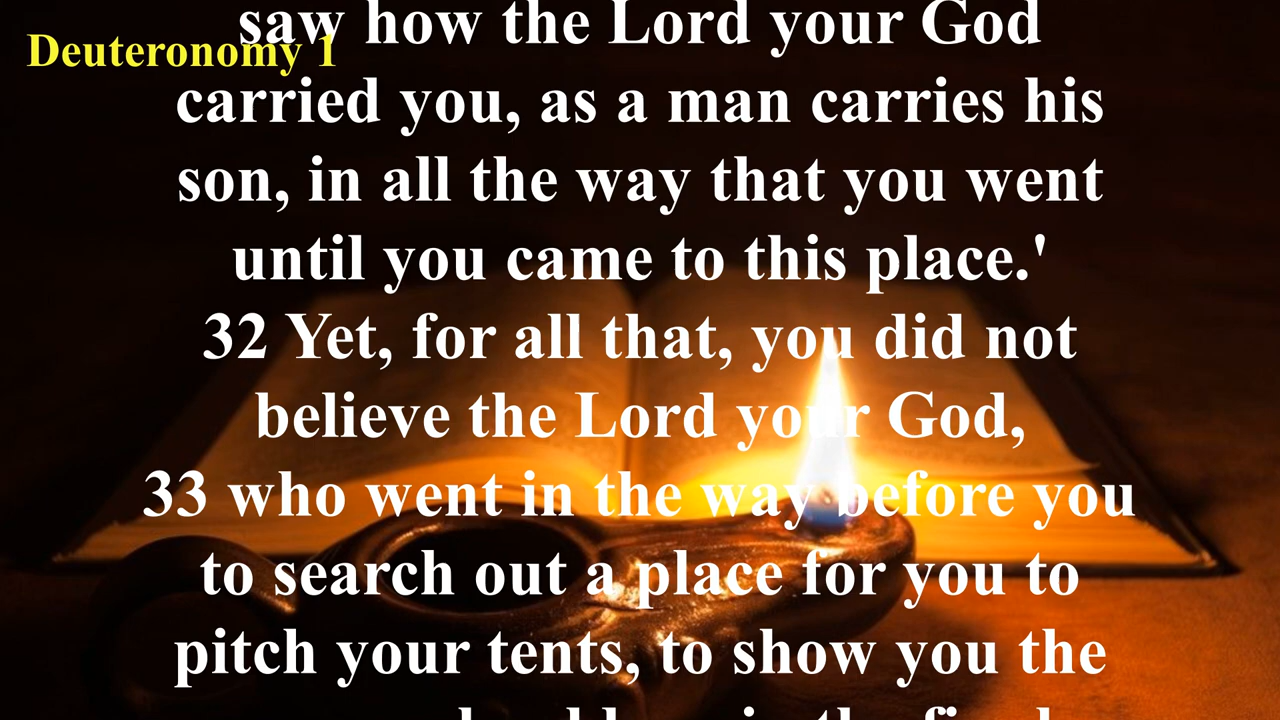 Deuteronomy 1
saw how the Lord your God
carried you, as a man carries his
son, in all the way that you went
until you came to this place.'
32 Yet, for all that, you did not
believe the Lord your God,
33 who went in the way before you
to search out a place for you to
pitch your tents, to show you the